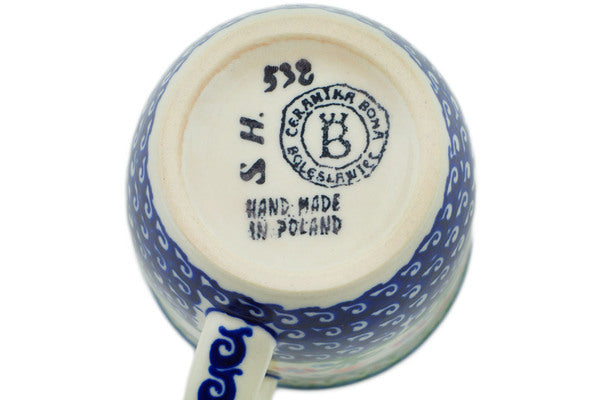 538
S.H.
CERAMIKA BONA
BOLESŁAWIEC
B
HAND MADE
IN POLAND